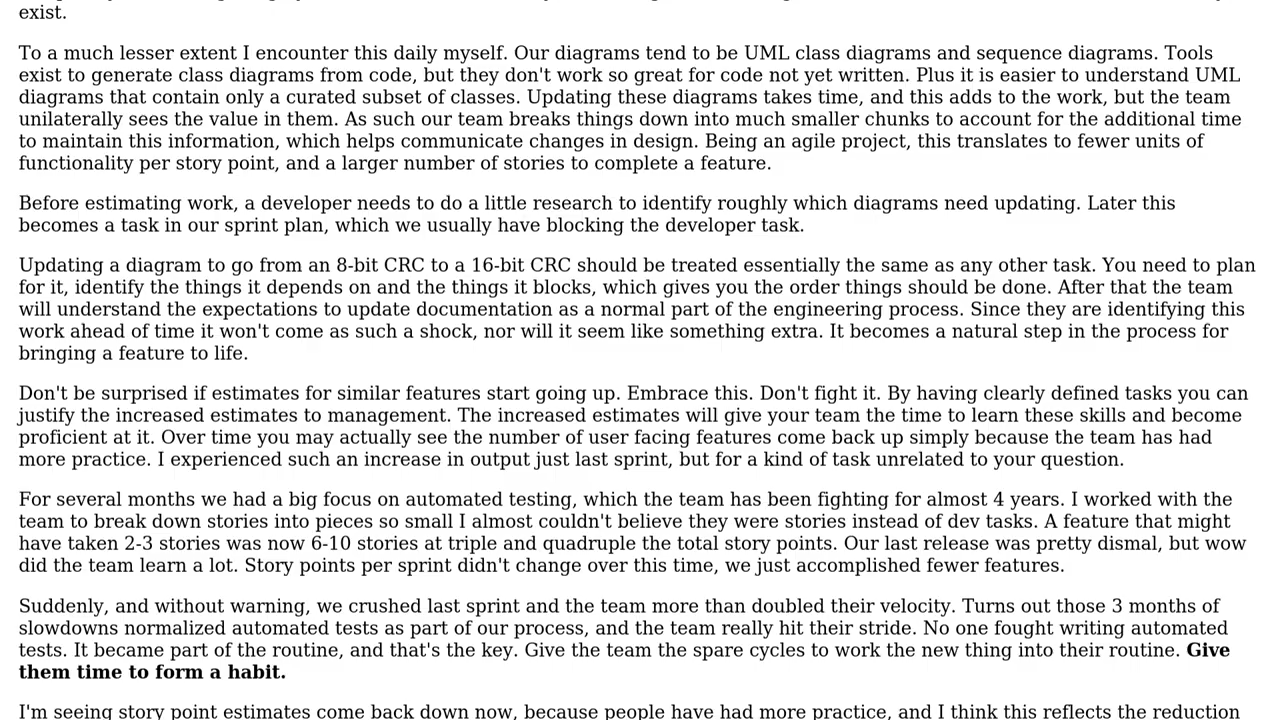 exist.
To a much lesser extent I encounter this daily myself. Our diagrams tend to be UML class diagrams and sequence diagrams. Tools
exist to generate class diagrams from code, but they don't work so great for code not yet written. Plus it is easier to understand UML
diagrams that contain only a curated subset of classes. Updating these diagrams takes time, and this adds to the work, but the team
unilaterally sees the value in them. As such our team breaks things down into much smaller chunks to account for the additional time
to maintain this information, which helps communicate changes in design. Being an agile project, this translates to fewer units of
functionality per story point, and a larger number of stories to complete a feature.
Before estimating work, a developer needs to do a little research to identify roughly which diagrams need updating. Later this
becomes a task in our sprint plan, which we usually have blocking the developer task.
Updating a diagram to go from an 8-bit CRC to a 16-bit CRC should be treated essentially the same as any other task. You need to plan
for it, identify the things it depends on and the things it blocks, which gives you the order things should be done. After that the team
will understand the expectations to update documentation as a normal part of the engineering process. Since they are identifying this
work ahead of time it won't come as such a shock, nor will it seem like something extra. It becomes a natural step in the process for
bringing a feature to life.
Don't be surprised if estimates for similar features start going up. Embrace this. Don't fight it. By having clearly defined tasks you can
justify the increased estimates to management. The increased estimates will give your team the time to learn these skills and become
proficient at it. Over time you may actually see the number of user facing features come back up simply because the team has had
more practice. I experienced such an increase in output just last sprint, but for a kind of task unrelated to your question.
For several months we had a big focus on automated testing, which the team has been fighting for almost 4 years. I worked with the
team to break down stories into pieces so small I almost couldn't believe they were stories instead of dev tasks. A feature that might
have taken 2-3 stories was now 6-10 stories at triple and quadruple the total story points. Our last release was pretty dismal, but wow
did the team learn a lot. Story points per sprint didn't change over this time, we just accomplished fewer features.
Suddenly, and without warning, we crushed last sprint and the team more than doubled their velocity. Turns out those 3 months of
slowdowns normalized automated tests as part of our process, and the team really hit their stride. No one fought writing automated
tests. It became part of the routine, and that's the key. Give the team the spare cycles to work the new thing into their routine. Give
them time to form a habit.
I'm seeing story point estimates come back down now, because people have had more practice, and I think this reflects the reduction